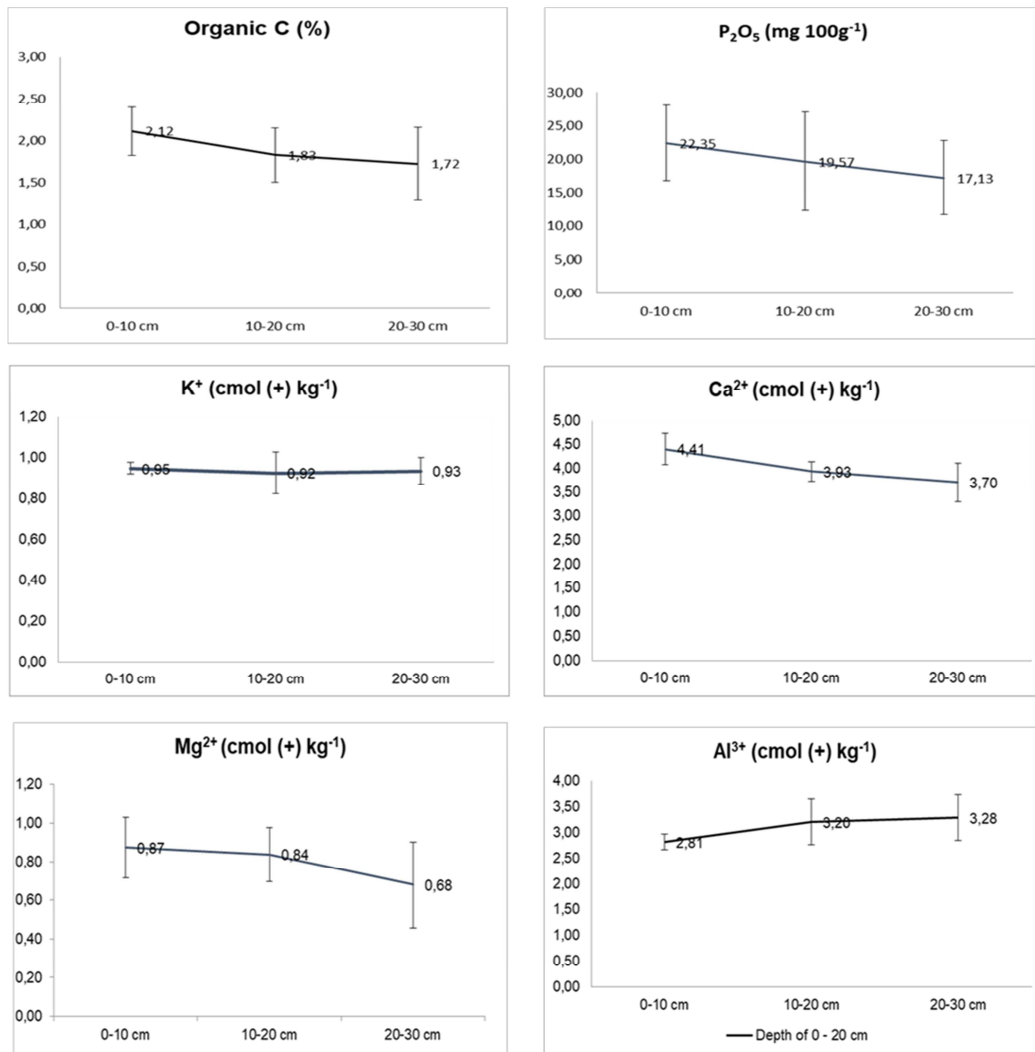 Organic C (%)
3,00
2,50
2,00
1,50
1,00
0,50
0,00
2,12
1,83
1,72
0-10 cm
10-20 cm
20-30 cm
P₂O₅ (mg 100g⁻¹)
30,00
25,00
20,00
15,00
10,00
5,00
0,00
22,35
19,57
17,13
0-10 cm
10-20 cm
20-30 cm
K⁺ (cmol (+) kg⁻¹)
1,20
1,00
0,80
0,60
0,40
0,20
0,00
0,95
0,92
0,93
0-10 cm
10-20 cm
20-30 cm
Ca²⁺ (cmol (+) kg⁻¹)
5,00
4,50
4,00
3,50
3,00
2,50
2,00
1,50
1,00
0,50
0,00
4,41
3,93
3,70
0-10 cm
10-20 cm
20-30 cm
Mg²⁺ (cmol (+) kg⁻¹)
1,20
1,00
0,80
0,60
0,40
0,20
0,00
0,87
0,84
0,68
0-10 cm
10-20 cm
20-30 cm
Al³⁺ (cmol (+) kg⁻¹)
4,00
3,50
3,00
2,50
2,00
1,50
1,00
0,50
0,00
2,81
3,20
3,28
0-10 cm
10-20 cm
20-30 cm
Depth of 0 - 20 cm